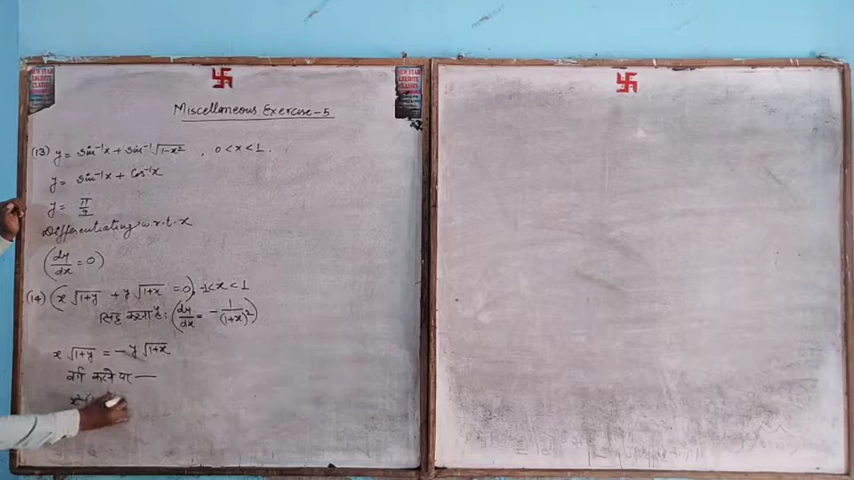 Miscellaneous Exercise-5
(13) y = sin⁻¹x + sin⁻¹√1-x² , 0 < x < 1.
y = sin⁻¹x + cos⁻¹x
y = π/2
Differentiating w.r.t. x
(dy/dx = 0)
(14) (x √1+y + y √1+x = 0), -1 < x < 1
सिद्ध करना है: (dy/dx = - 1/(1+x)²)
x √1+y = - y √1+x
वर्ग करने पर —
x²(